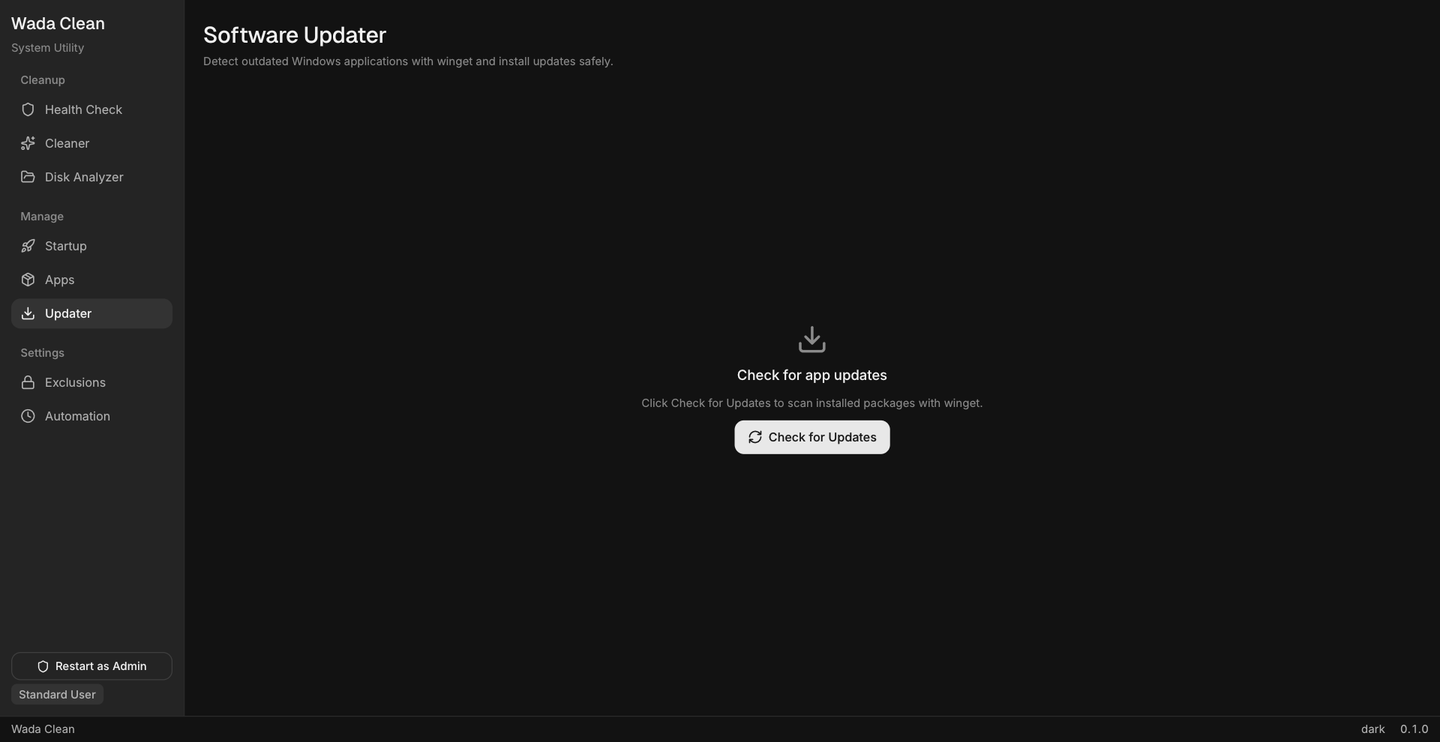 Wada Clean
System Utility
Cleanup
Health Check
Cleaner
Disk Analyzer
Manage
Startup
Apps
Updater
Settings
Exclusions
Automation
Restart as Admin
Standard User
Software Updater
Detect outdated Windows applications with winget and install updates safely.
Check for app updates
Click Check for Updates to scan installed packages with winget.
Check for Updates
Wada Clean
dark 0.1.0